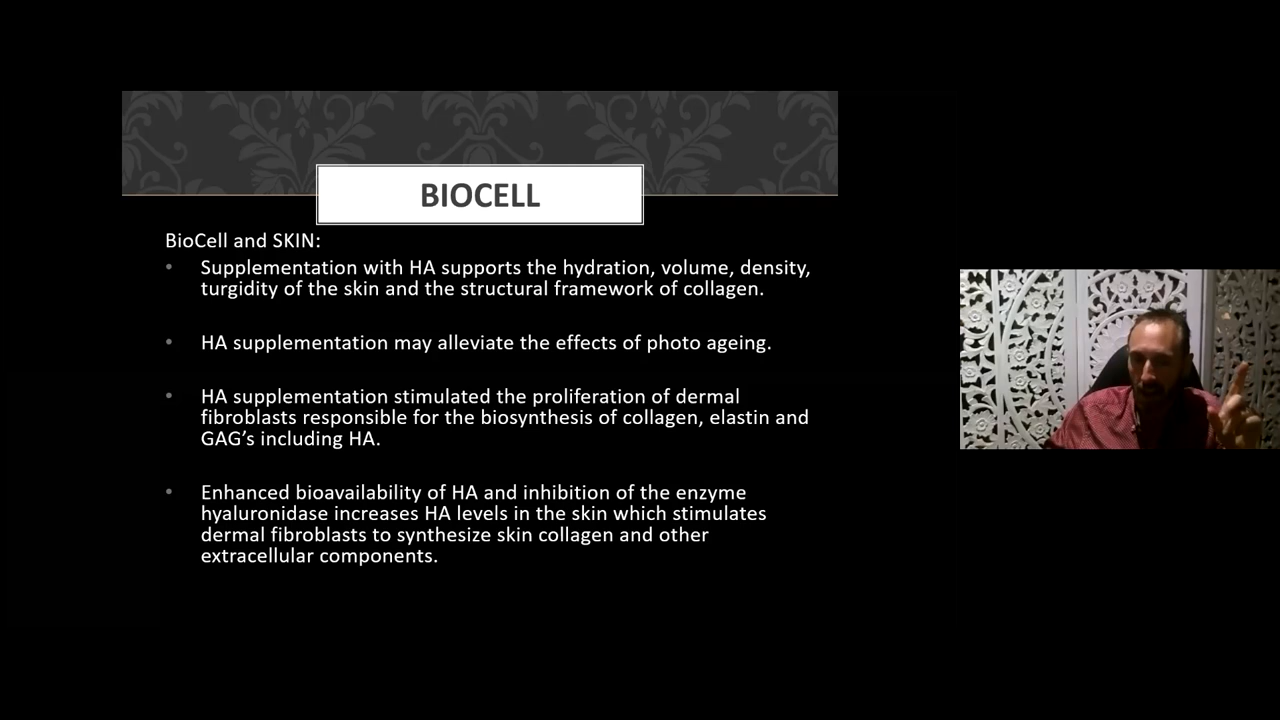 BIOCELL
BioCell and SKIN:
• Supplementation with HA supports the hydration, volume, density,
turgidity of the skin and the structural framework of collagen.
• HA supplementation may alleviate the effects of photo ageing.
• HA supplementation stimulated the proliferation of dermal
fibroblasts responsible for the biosynthesis of collagen, elastin and
GAG’s including HA.
• Enhanced bioavailability of HA and inhibition of the enzyme
hyaluronidase increases HA levels in the skin which stimulates
dermal fibroblasts to synthesize skin collagen and other
extracellular components.